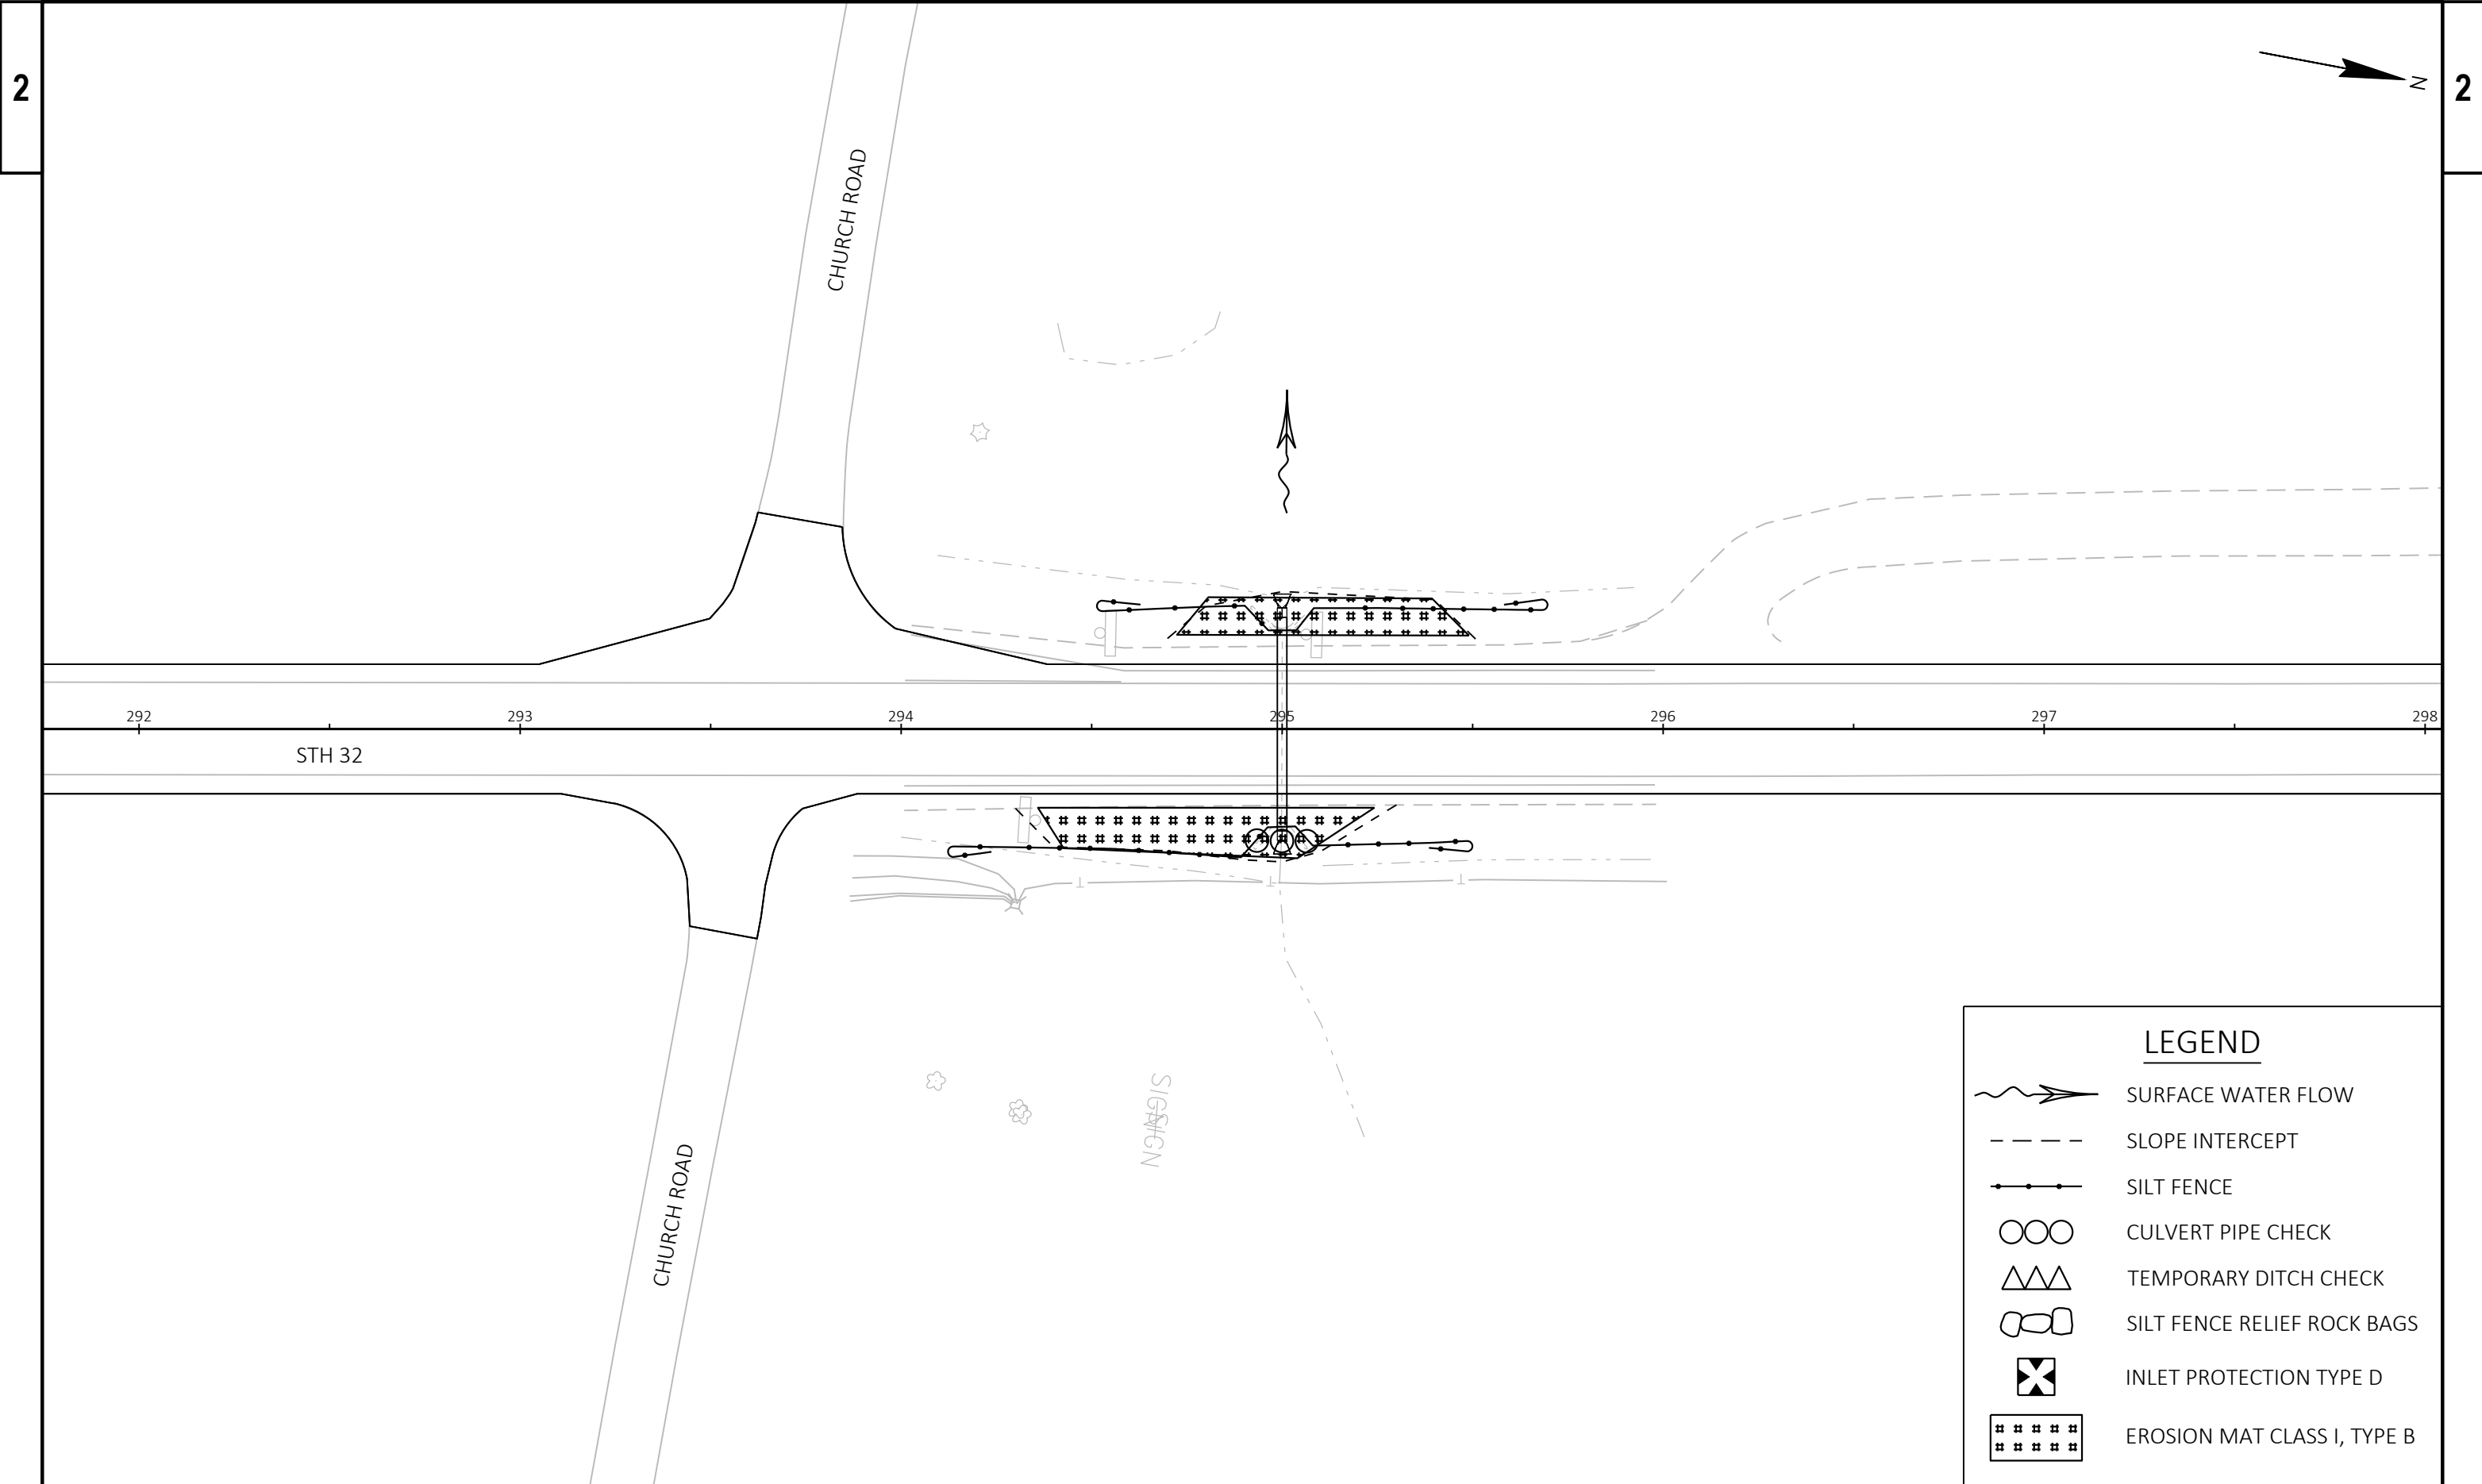 2
2
N
CHURCH ROAD
292
293
294
295
296
297
298
STH 32
CHURCH ROAD
SIGN
SIGN
LEGEND
SURFACE WATER FLOW
SLOPE INTERCEPT
SILT FENCE
CULVERT PIPE CHECK
TEMPORARY DITCH CHECK
SILT FENCE RELIEF ROCK BAGS
INLET PROTECTION TYPE D
EROSION MAT CLASS I, TYPE B